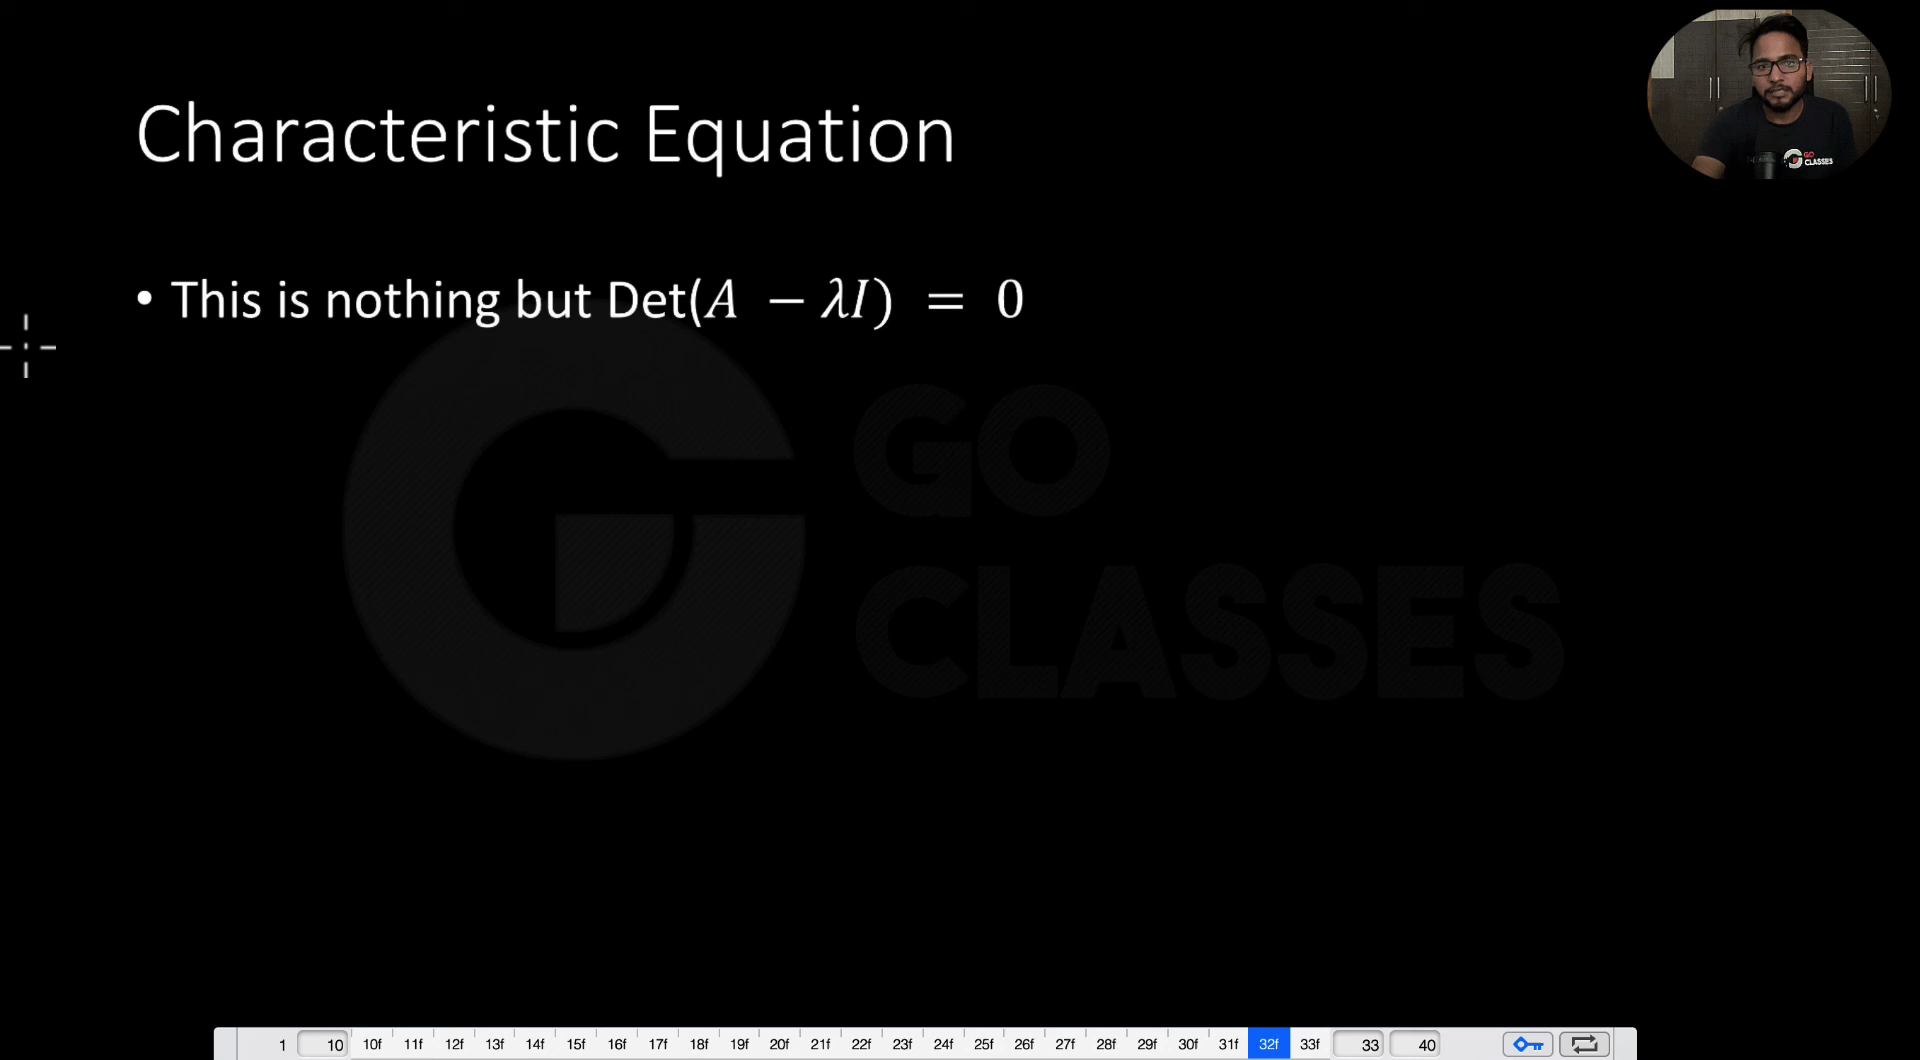 Characteristic Equation
GO
CLASSES
• This is nothing but Det(A − λI) = 0
GO
CLASSES
1 10 10f 11f 12f 13f 14f 15f 16f 17f 18f 19f 20f 21f 22f 23f 24f 25f 26f 27f 28f 29f 30f 31f 32f 33f 33 40